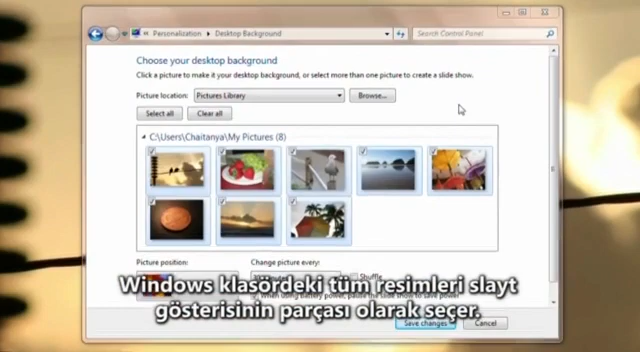 Personalization ▸ Desktop Background
Search Control Panel
Choose your desktop background
Click a picture to make it your desktop background, or select more than one picture to create a slide show.
Picture location: Pictures Library Browse...
Select all Clear all
C:\Users\Chaitanya\My Pictures (8)
Picture position: Change picture every:
Shuffle
Windows klasördeki tüm resimleri slayt
gösterisinin parçası olarak seçer.
Save changes Cancel